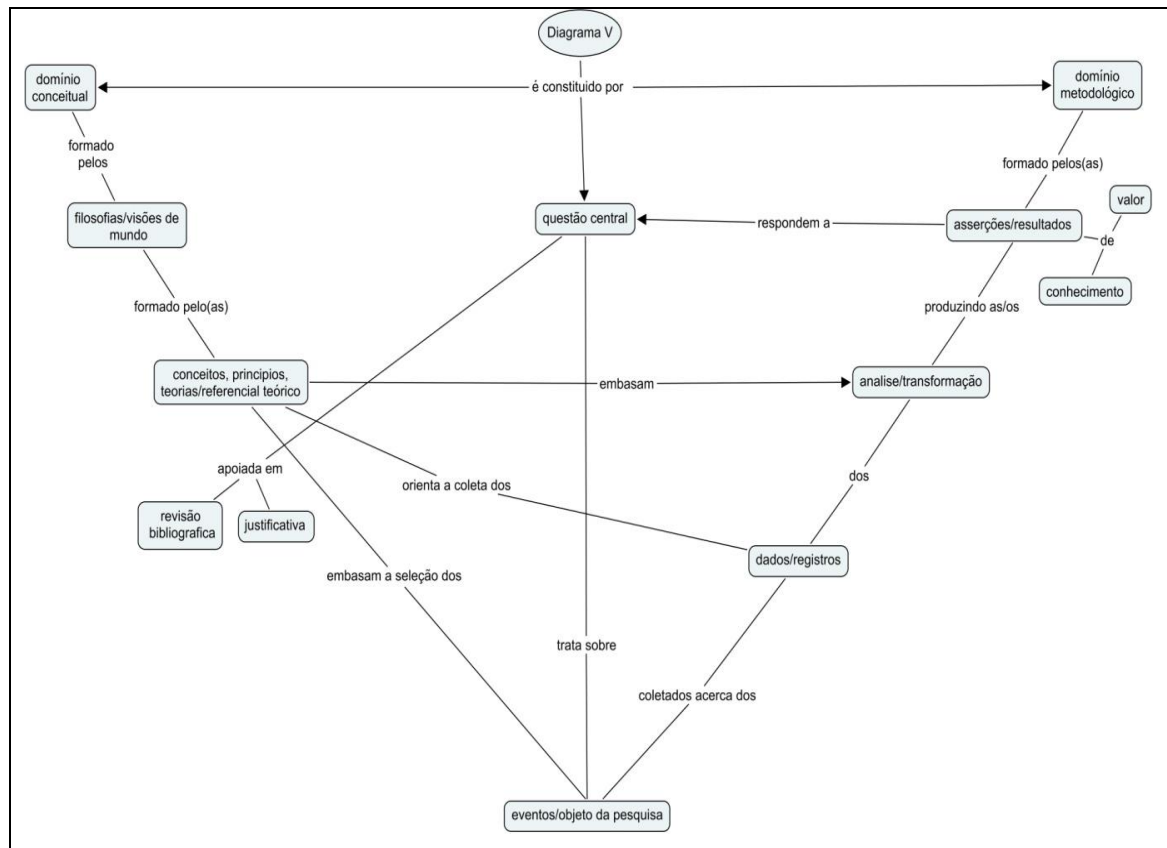 Diagrama V
domínio
conceitual
é constituido por
domínio
metodológico
formado
pelos
formado pelos(as)
valor
filosofias/visões de
mundo
questão central
respondem a
asserções/resultados
de
conhecimento
formado pelo(as)
produzindo as/os
conceitos, principios,
teorias/referencial teórico
embasam
analise/transformação
apoiada em
orienta a coleta dos
dos
revisão
bibliografica
justificativa
dados/registros
embasam a seleção dos
trata sobre
coletados acerca dos
eventos/objeto da pesquisa